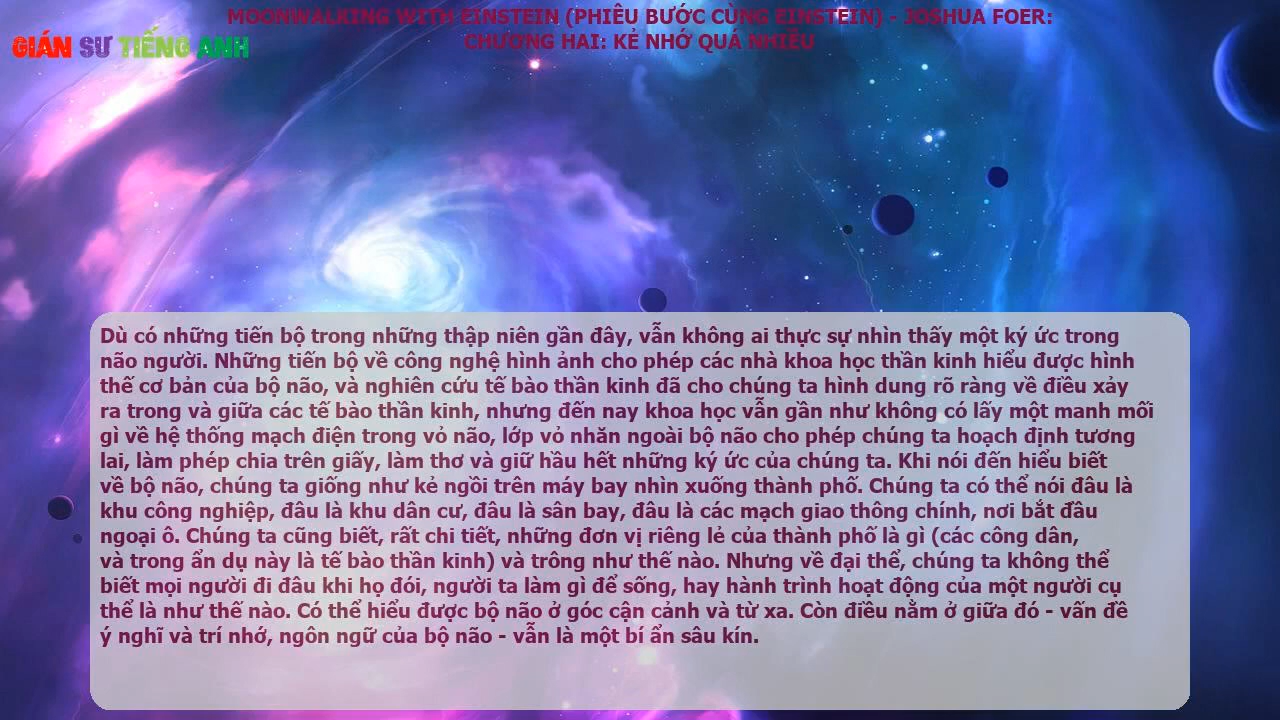 MOONWALKING WITH EINSTEIN (PHIÊU BƯỚC CÙNG EINSTEIN) - JOSHUA FOER:
CHƯƠNG HAI: KẺ NHỚ QUÁ NHIỀU
GIÁN SƯ TIẾNG ANH
Dù có những tiến bộ trong những thập niên gần đây, vẫn không ai thực sự nhìn thấy một ký ức trong
não người. Những tiến bộ về công nghệ hình ảnh cho phép các nhà khoa học thần kinh hiểu được hình
thế cơ bản của bộ não, và nghiên cứu tế bào thần kinh đã cho chúng ta hình dung rõ ràng về điều xảy
ra trong và giữa các tế bào thần kinh, nhưng đến nay khoa học vẫn gần như không có lấy một manh mối
gì về hệ thống mạch điện trong vỏ não, lớp vỏ nhăn ngoài bộ não cho phép chúng ta hoạch định tương
lai, làm phép chia trên giấy, làm thơ và giữ hầu hết những ký ức của chúng ta. Khi nói đến hiểu biết
về bộ não, chúng ta giống như kẻ ngồi trên máy bay nhìn xuống thành phố. Chúng ta có thể nói đâu là
khu công nghiệp, đâu là khu dân cư, đâu là sân bay, đâu là các mạch giao thông chính, nơi bắt đầu
ngoại ô. Chúng ta cũng biết, rất chi tiết, những đơn vị riêng lẻ của thành phố là gì (các công dân,
và trong ẩn dụ này là tế bào thần kinh) và trông như thế nào. Nhưng về đại thể, chúng ta không thể
biết mọi người đi đâu khi họ đói, người ta làm gì để sống, hay hành trình hoạt động của một người cụ
thể là như thế nào. Có thể hiểu được bộ não ở góc cận cảnh và từ xa. Còn điều nằm ở giữa đó - vấn đề
ý nghĩ và trí nhớ, ngôn ngữ của bộ não - vẫn là một bí ẩn sâu kín.